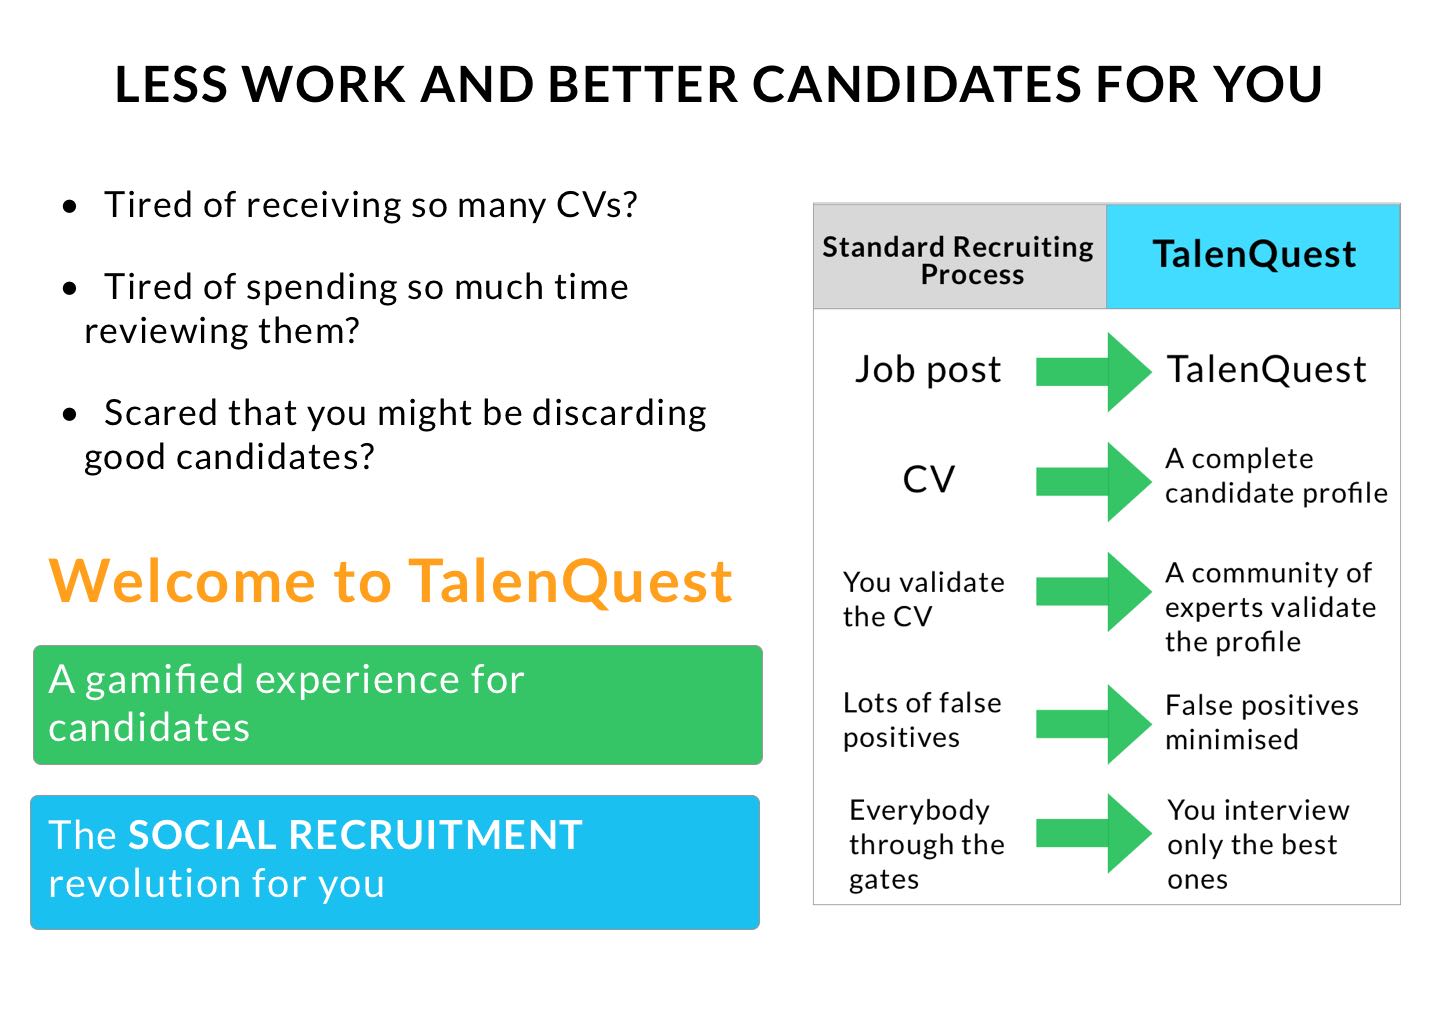 LESS WORK AND BETTER CANDIDATES FOR YOU
• Tired of receiving so many CVs?
• Tired of spending so much time
reviewing them?
• Scared that you might be discarding
good candidates?
Welcome to TalenQuest
A gamified experience for
candidates
The SOCIAL RECRUITMENT
revolution for you
Standard Recruiting
Process
TalenQuest
Job post
TalenQuest
CV
A complete
candidate profile
You validate
the CV
A community of
experts validate
the profile
Lots of false
positives
False positives
minimised
Everybody
through the
gates
You interview
only the best
ones